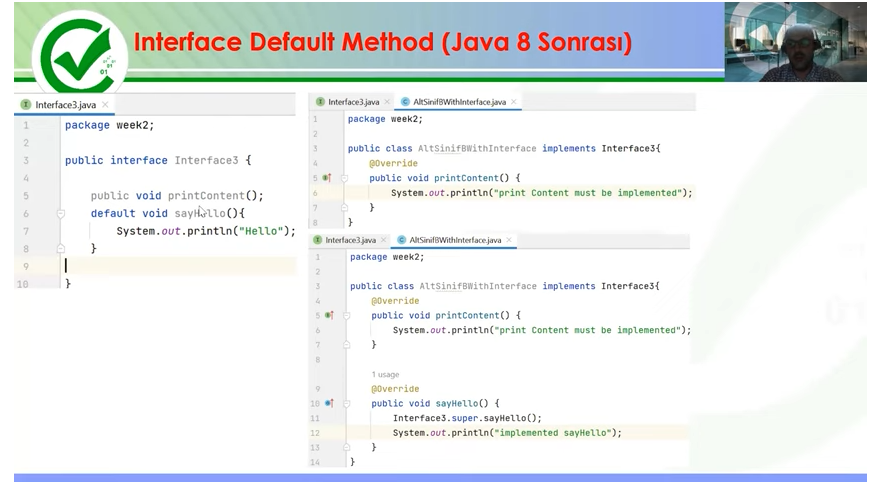 Interface Default Method (Java 8 Sonrası)
Interface3.java
1 package week2;
2
3 public interface Interface3 {
4
5 public void printContent();
6 default void sayHello(){
7 System.out.println("Hello");
8 }
9
10 }
Interface3.java AltSinifBWithInterface.java
1 package week2;
2
3 public class AltSinifBWithInterface implements Interface3{
4 @Override
5 public void printContent() {
6 System.out.println("print Content must be implemented");
7 }
8 }
Interface3.java AltSinifBWithInterface.java
1 package week2;
2
3 public class AltSinifBWithInterface implements Interface3{
4 @Override
5 public void printContent() {
6 System.out.println("print Content must be implemented");
7 }
8
1 usage
9 @Override
10 public void sayHello() {
11 Interface3.super.sayHello();
12 System.out.println("implemented sayHello");
13 }
14 }